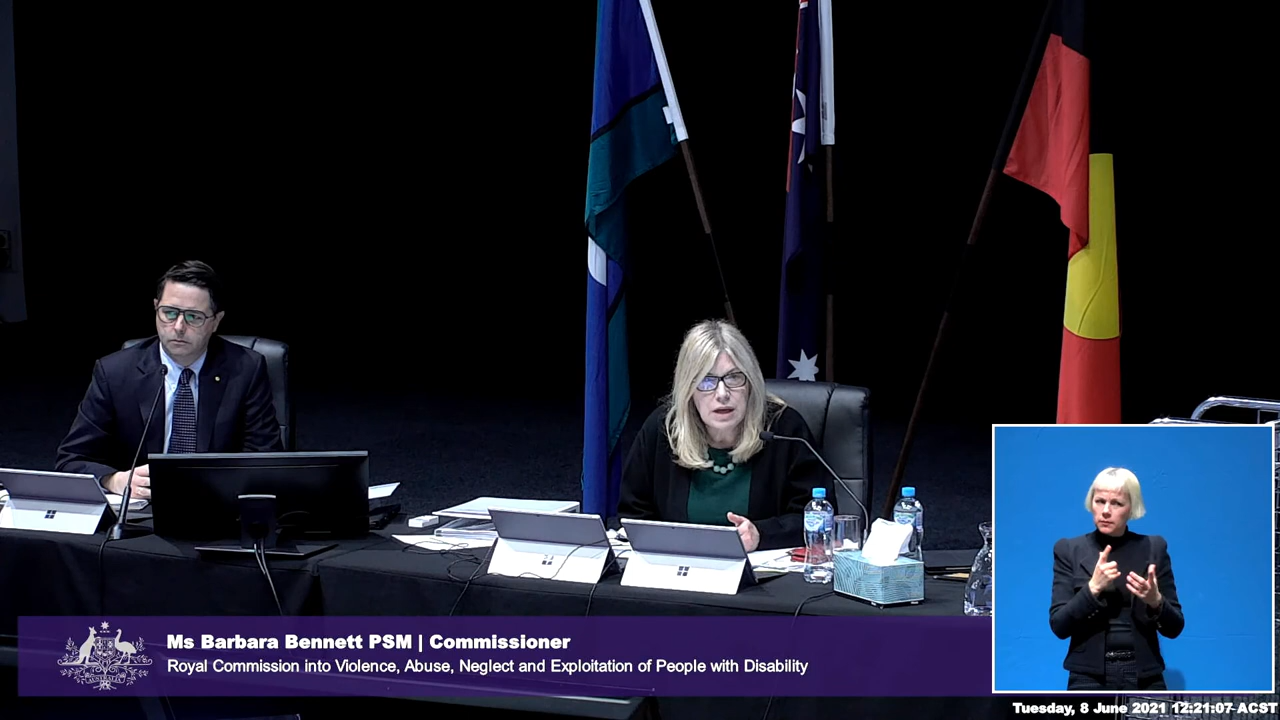 Ms Barbara Bennett PSM | Commissioner
Royal Commission into Violence, Abuse, Neglect and Exploitation of People with Disability
Tuesday, 8 June 2021 12:21:07 ACST